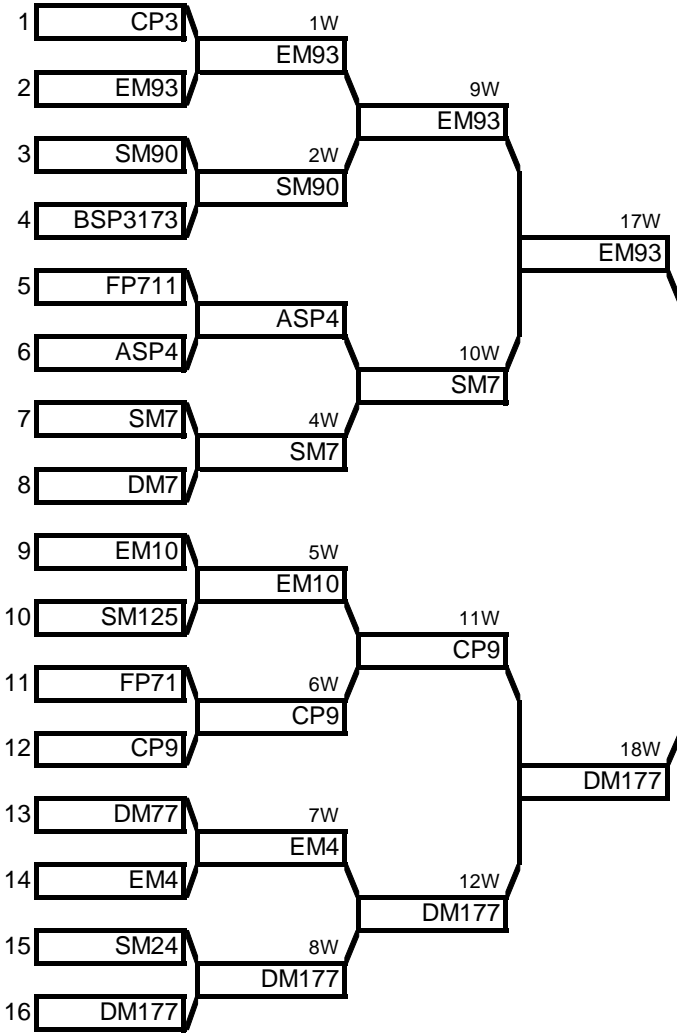 1 CP3
1W
EM93
2 EM93
9W
EM93
3 SM90
2W
SM90
4 BSP3173
17W
EM93
5 FP711
ASP4
6 ASP4
10W
SM7
7 SM7
4W
SM7
8 DM7
9 EM10
5W
EM10
10 SM125
11W
CP9
11 FP71
6W
CP9
12 CP9
18W
DM177
13 DM77
7W
EM4
14 EM4
12W
DM177
15 SM24
8W
DM177
16 DM177